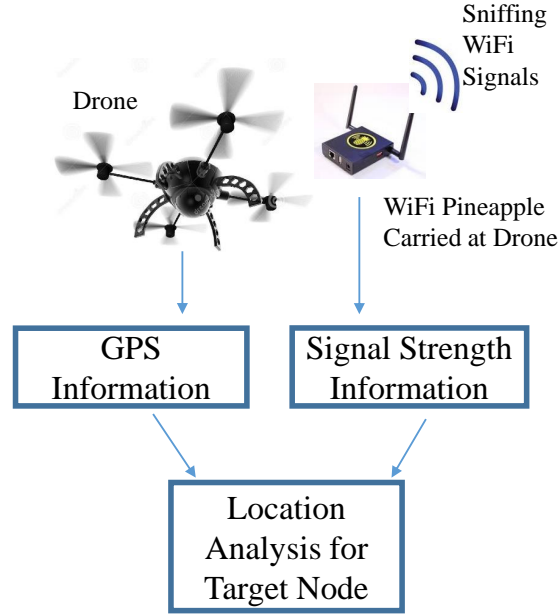 Sniffing
WiFi
Signals
Drone
WiFi Pineapple
Carried at Drone
GPS
Information
Signal Strength
Information
Location
Analysis for
Target Node